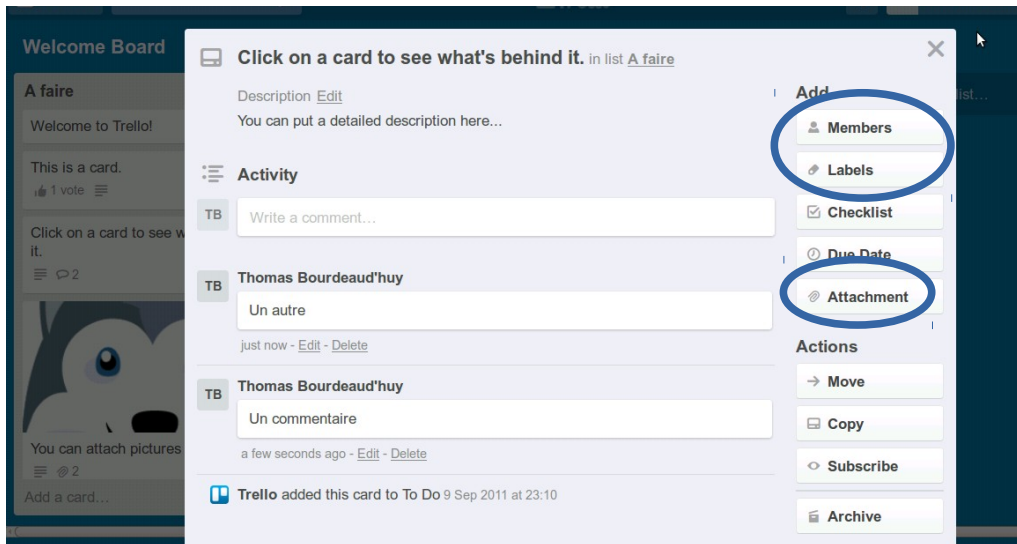 Welcome Board
A faire
Welcome to Trello!
This is a card.
1 vote
Click on a card to see w
it.
2
You can attach pictures
2
Add a card...
Click on a card to see what's behind it. in list A faire
Description Edit
You can put a detailed description here...
Activity
TB
Write a comment...
TB
Thomas Bourdeaud'huy
Un autre
just now - Edit - Delete
TB
Thomas Bourdeaud'huy
Un commentaire
a few seconds ago - Edit - Delete
Trello added this card to To Do 9 Sep 2011 at 23:10
Add
Members
Labels
Checklist
Due Date
Attachment
Actions
Move
Copy
Subscribe
Archive
list...